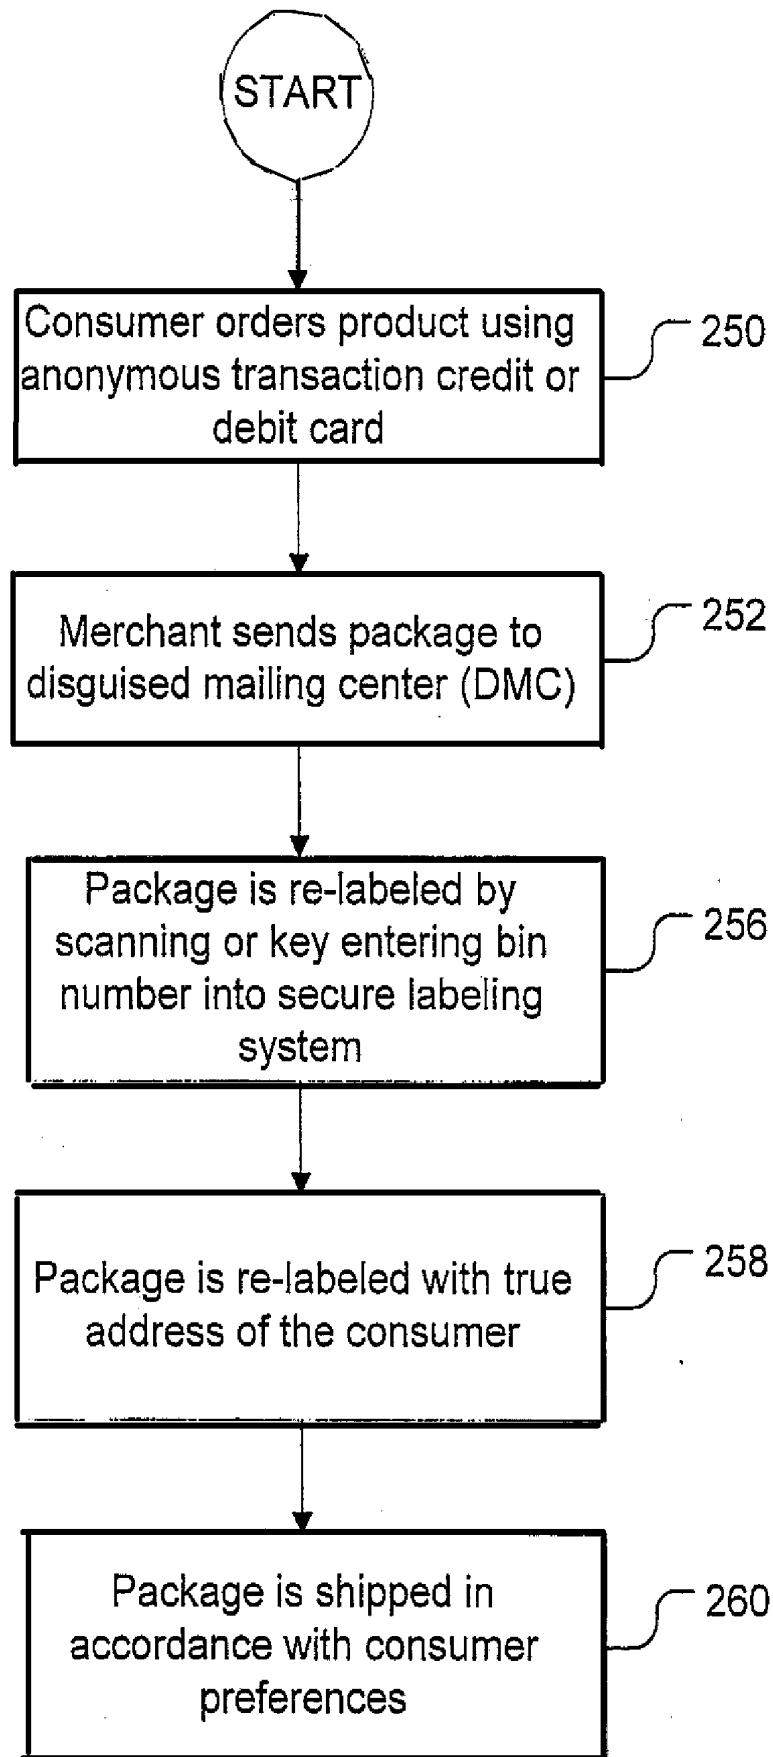 START
Consumer orders product using
anonymous transaction credit or
debit card
250
Merchant sends package to
disguised mailing center (DMC)
252
Package is re-labeled by
scanning or key entering bin
number into secure labeling
system
256
Package is re-labeled with true
address of the consumer
258
Package is shipped in
accordance with consumer
preferences
260